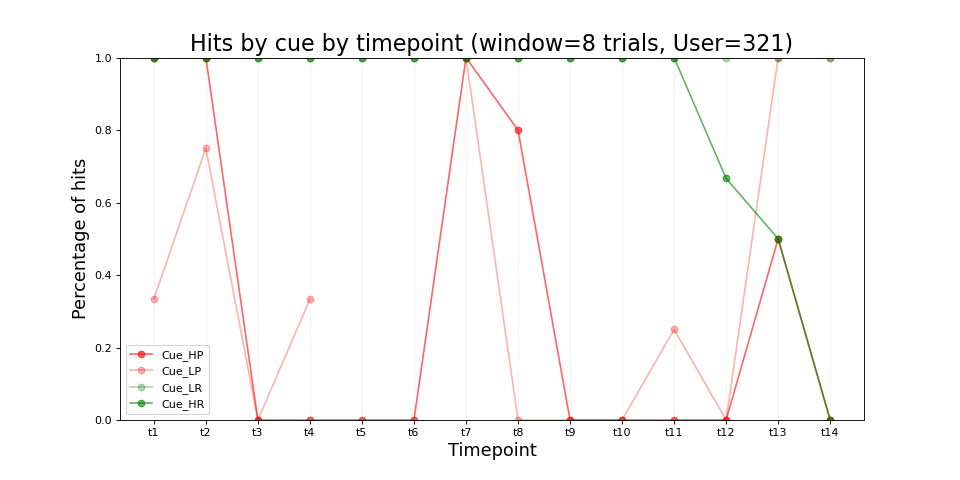 Hits by cue by timepoint (window=8 trials, User=321)
1.0
0.8
0.6
0.4
0.2
0.0
Percentage of hits
Cue_HP
Cue_LP
Cue_LR
Cue_HR
t1 t2 t3 t4 t5 t6 t7 t8 t9 t10 t11 t12 t13 t14
Timepoint